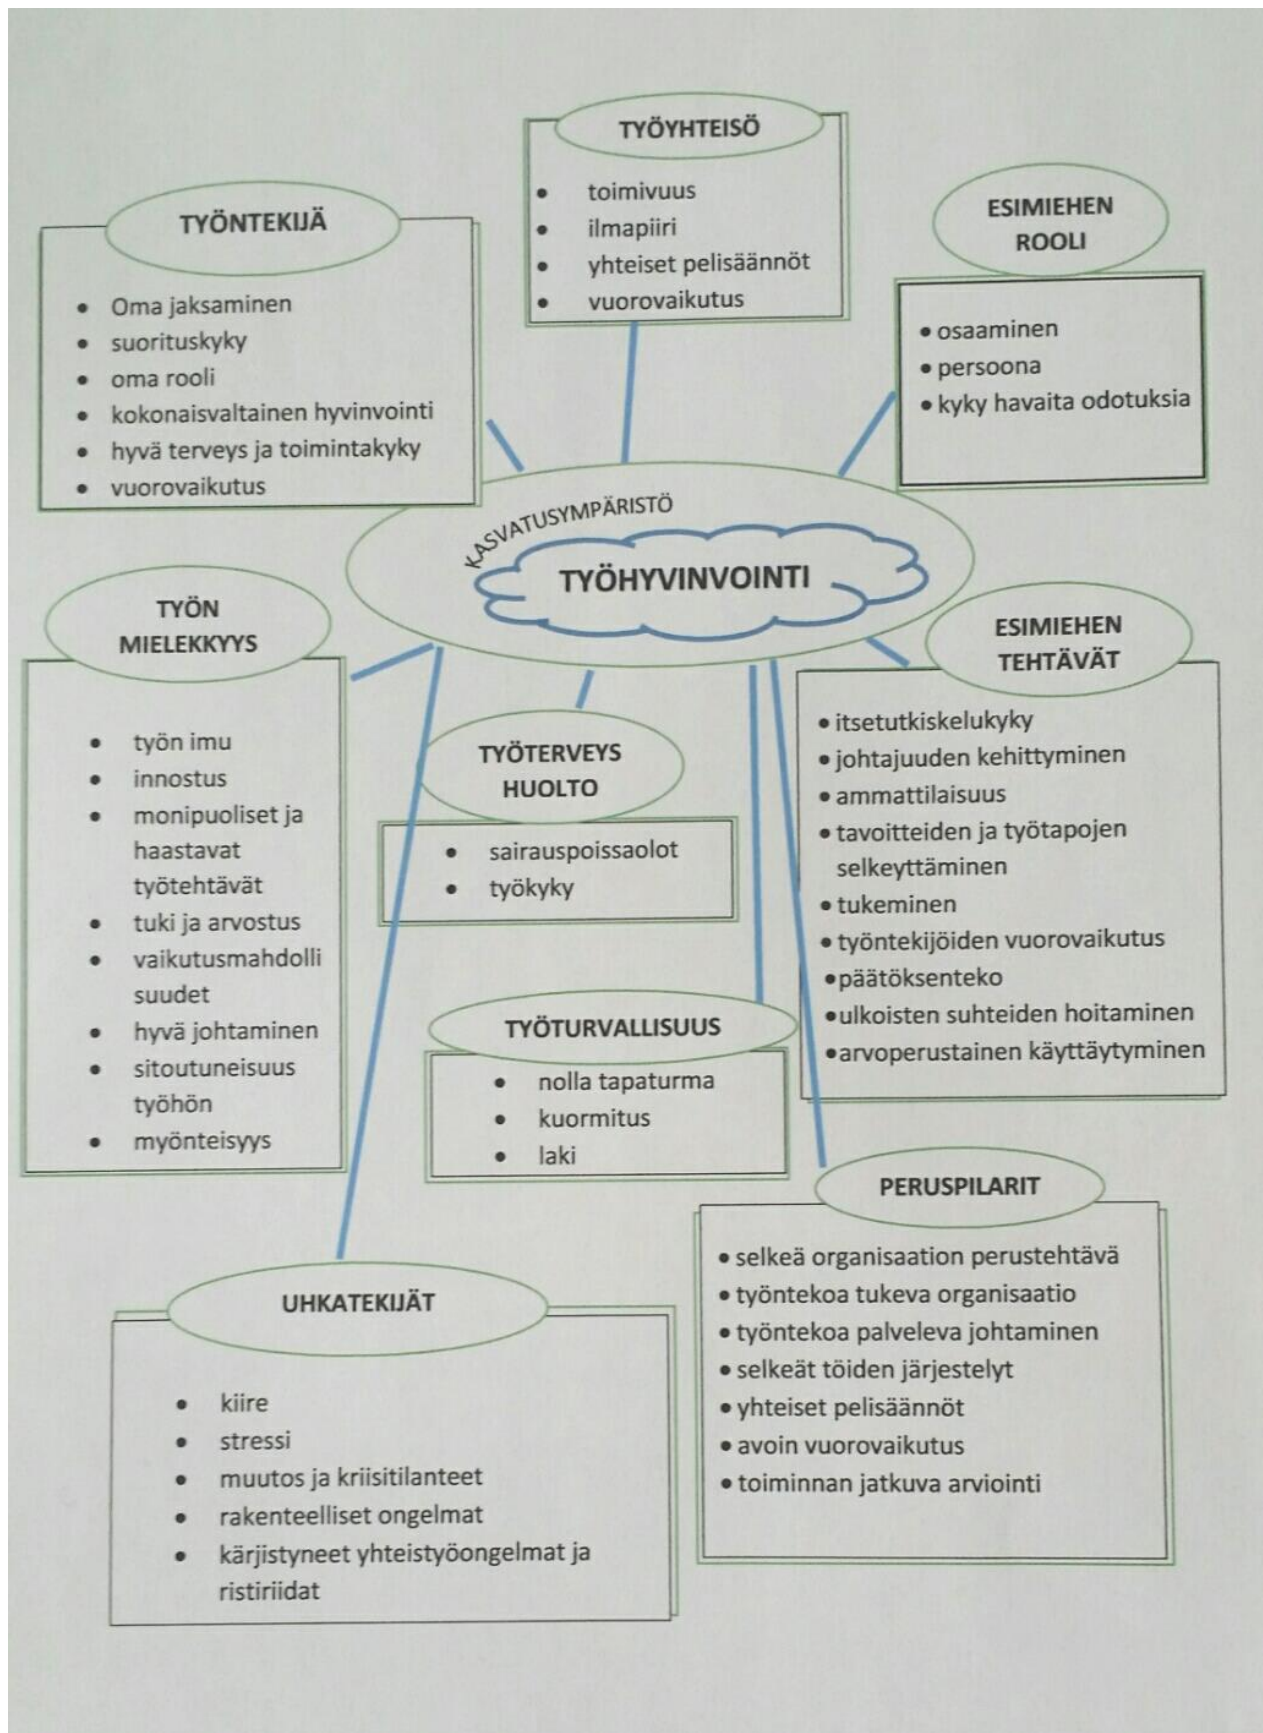 TYÖYHTEISÖ
toimivuus
ilmapiiri
yhteiset pelisäännöt
vuorovaikutus
TYÖNTEKIJÄ
Oma jaksaminen
suorituskyky
oma rooli
kokonaisvaltainen hyvinvointi
hyvä terveys ja toimintakyky
vuorovaikutus
ESIMIEHEN
ROOLI
osaaminen
persoona
kyky havaita odotuksia
KASVATUSYMPÄRISTÖ
TYÖHYVINVOINTI
TYÖN
MIELEKKYYS
työn imu
innostus
monipuoliset ja
haastavat
työtehtävät
tuki ja arvostus
vaikutusmahdolli
suudet
hyvä johtaminen
sitoutuneisuus
työhön
myönteisyys
TYÖTERVEYS
HUOLTO
sairauspoissaolot
työkyky
ESIMIEHEN
TEHTÄVÄT
itsetutkiskelukyky
johtajuuden kehittyminen
ammattilaisuus
tavoitteiden ja työtapojen
selkeyttäminen
tukeminen
työntekijöiden vuorovaikutus
päätöksenteko
ulkoisten suhteiden hoitaminen
arvoperustainen käyttäytyminen
TYÖTURVALLISUUS
nolla tapaturma
kuormitus
laki
PERUSPILARIT
selkeä organisaation perustehtävä
työntekoa tukeva organisaatio
työntekoa palveleva johtaminen
selkeät töiden järjestelyt
yhteiset pelisäännöt
avoin vuorovaikutus
toiminnan jatkuva arviointi
UHKATEKIJÄT
kiire
stressi
muutos ja kriisitilanteet
rakenteelliset ongelmat
kärjistyneet yhteistyöongelmat ja
ristiriidat